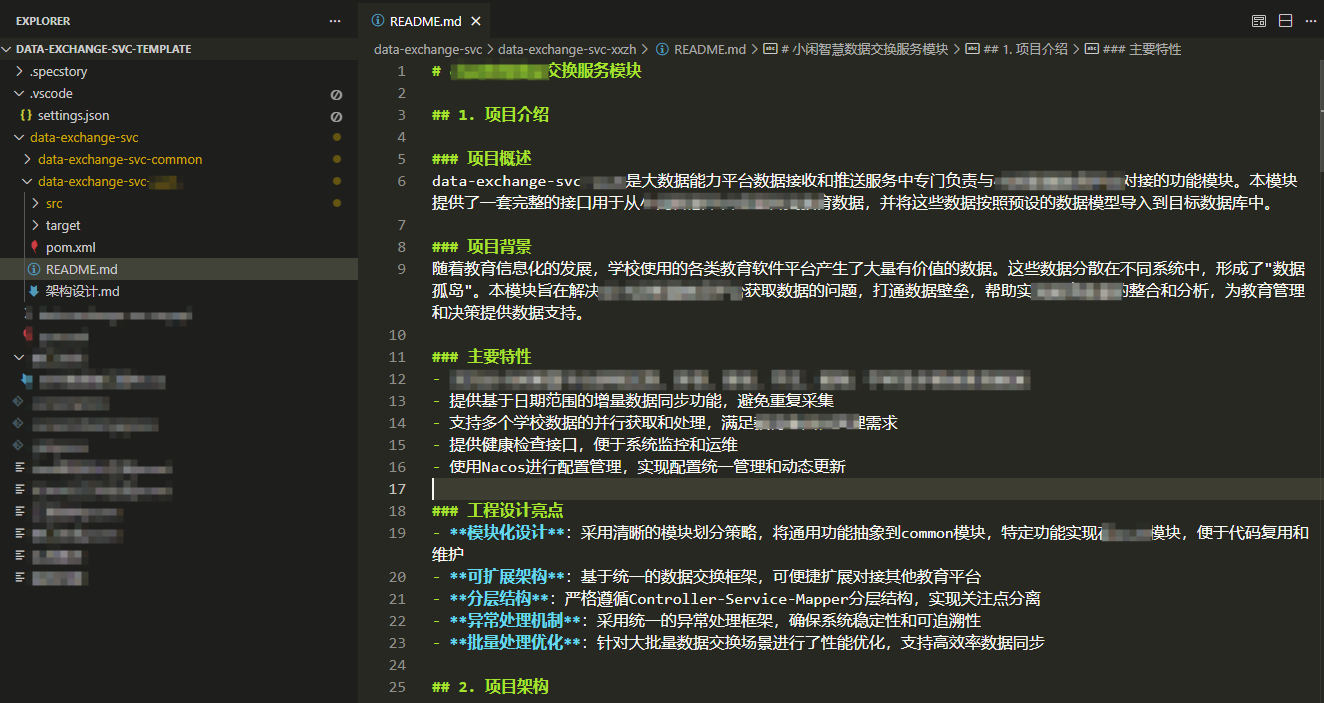 EXPLORER
DATA-EXCHANGE-SVC-TEMPLATE
.specstory
.vscode
{} settings.json
data-exchange-svc
data-exchange-svc-common
data-exchange-svc-
src
target
pom.xml
README.md
架构设计.md
README.md
data-exchange-svc > data-exchange-svc-xxzh > README.md > # 小闲智慧数据交换服务模块 > ## 1. 项目介绍 > ### 主要特性
1 # 交换服务模块
2
3 ## 1. 项目介绍
4
5 ### 项目概述
6 data-exchange-svc 是大数据能力平台数据接收和推送服务中专门负责与 对接的功能模块。本模块
提供了一套完整的接口用于从 数据，并将这些数据按照预设的数据模型导入到目标数据库中。
7
8 ### 项目背景
9 随着教育信息化的发展，学校使用的各类教育软件平台产生了大量有价值的数据。这些数据分散在不同系统中，形成了"数据
孤岛"。本模块旨在解决 获取数据的问题，打通数据壁垒，帮助实 的整合和分析，为教育管理
和决策提供数据支持。
10
11 ### 主要特性
12 -
13 - 提供基于日期范围的增量数据同步功能，避免重复采集
14 - 支持多个学校数据的并行获取和处理，满足 需求
15 - 提供健康检查接口，便于系统监控和运维
16 - 使用Nacos进行配置管理，实现配置统一管理和动态更新
17
18 ### 工程设计亮点
19 - **模块化设计**: 采用清晰的模块划分策略，将通用功能抽象到common模块，特定功能实现 模块，便于代码复用和
维护
20 - **可扩展架构**: 基于统一的数据交换框架，可便捷扩展对接其他教育平台
21 - **分层结构**: 严格遵循Controller-Service-Mapper分层结构，实现关注点分离
22 - **异常处理机制**: 采用统一的异常处理框架，确保系统稳定性和可追溯性
23 - **批量处理优化**: 针对大批量数据交换场景进行了性能优化，支持高效率数据同步
24
25 ## 2. 项目架构